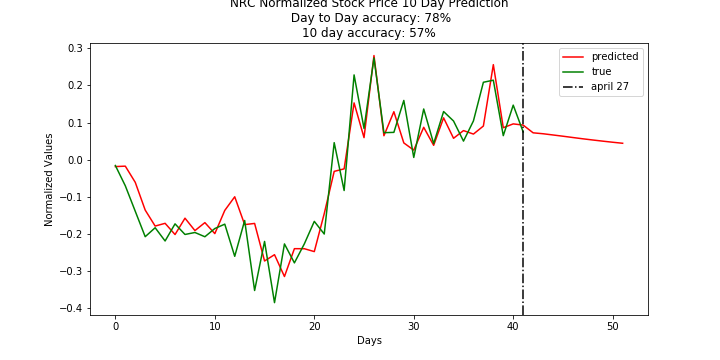 NRC Normalized Stock Price 10 Day Prediction
Day to Day accuracy: 78%
10 day accuracy: 57%
predicted
true
april 27
Normalized Values
0.3
0.2
0.1
0.0
−0.1
−0.2
−0.3
−0.4
0 10 20 30 40 50
Days